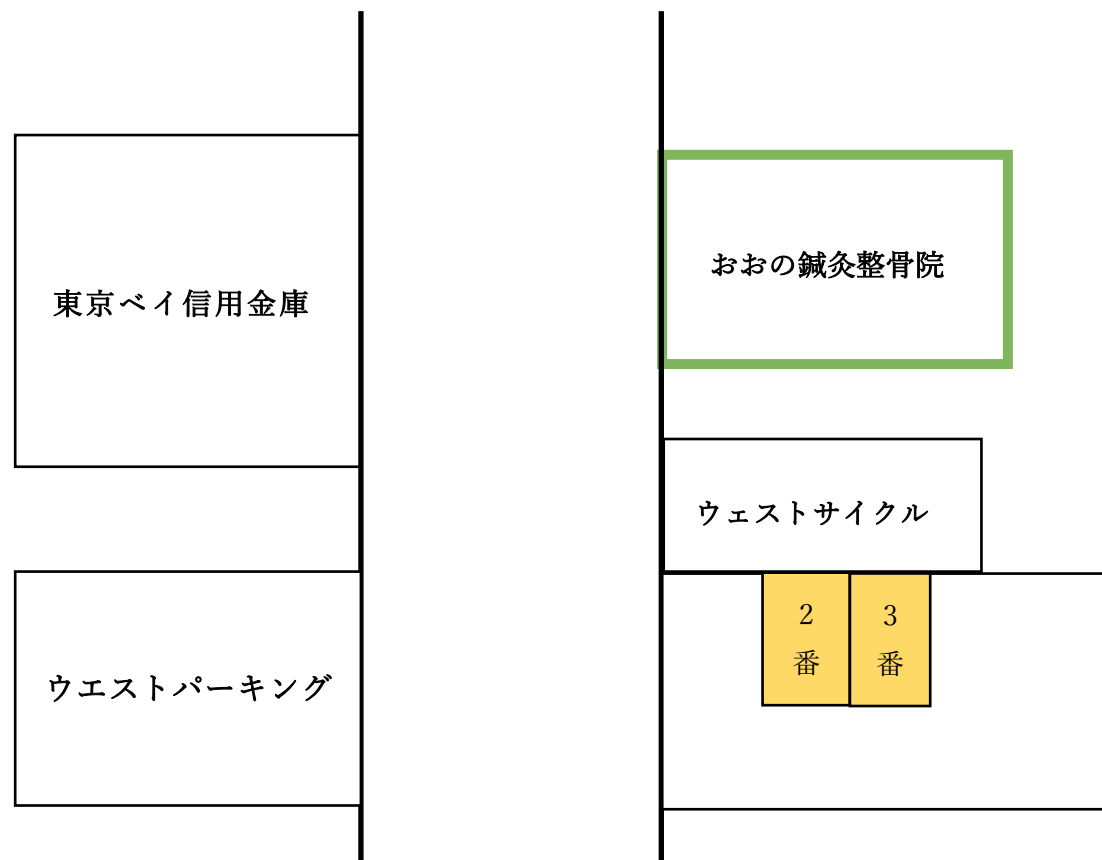 おおの鍼灸整骨院
東京ベイ信用金庫
ウェストサイクル
2
番
3
番
ウエストパーキング